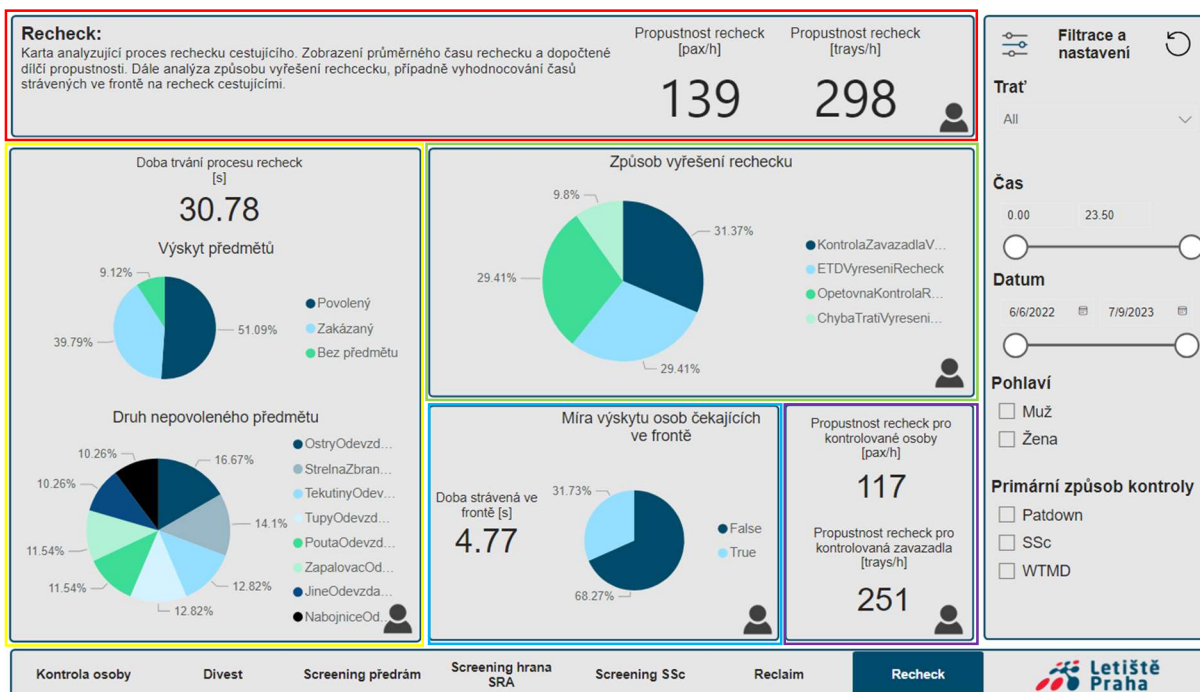 Recheck:
Karta analyzující proces rechecku cestujícího. Zobrazení průměrného času rechecku a dopočtené
dílčí propustnosti. Dále analýza způsobu vyřešení rechcecku, případně vyhodnocování časů
strávených ve frontě na recheck cestujícími.
Propustnost recheck
[pax/h]
139
Propustnost recheck
[trays/h]
298
Doba trvání procesu recheck
[s]
30.78
Výskyt předmětů
9.12%
39.79%
51.09%
Povolený
Zakázaný
Bez předmětu
Druh nepovoleného předmětu
10.26%
10.26%
11.54%
11.54%
16.67%
14.1%
12.82%
12.82%
OstryOdevzd...
StrelnaZbran...
TekutinyOdev...
TupyOdevzd...
PoutaOdevzd...
ZapalovacOd...
JineOdevzda...
NabojniceOd...
Způsob vyřešení rechecku
9.8%
31.37%
29.41%
29.41%
KontrolaZavazadlaV...
ETDVyreseniRecheck
OpetovnaKontrolaR...
ChybaTratiVyreseni...
Míra výskytu osob čekajících
ve frontě
Doba strávená ve
frontě [s]
4.77
31.73%
68.27%
False
True
Propustnost recheck pro
kontrolované osoby
[pax/h]
117
Propustnost recheck pro
kontrolovaná zavazadla
[trays/h]
251
Filtrace a
nastavení
Trať
All
Čas
0.00 23.50
Datum
6/6/2022 7/9/2023
Pohlaví
Muž
Žena
Primární způsob kontroly
Patdown
SSc
WTMD
Kontrola osoby
Divest
Screening předrám
Screening hrana
SRA
Screening SSc
Reclaim
Recheck
Letiště
Praha